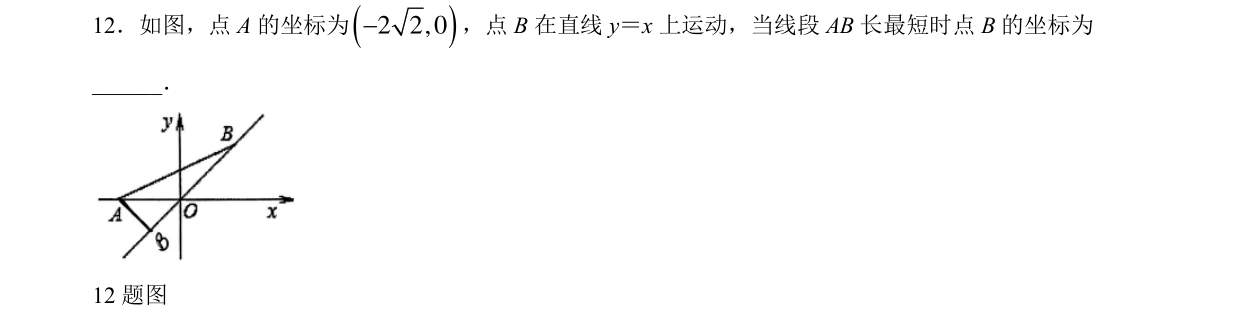 12．如图，点 A 的坐标为(−2√2,0)，点 B 在直线 y＝x 上运动，当线段 AB 长最短时点 B 的坐标为
______．
y
B
A
O
x
B
12 题图